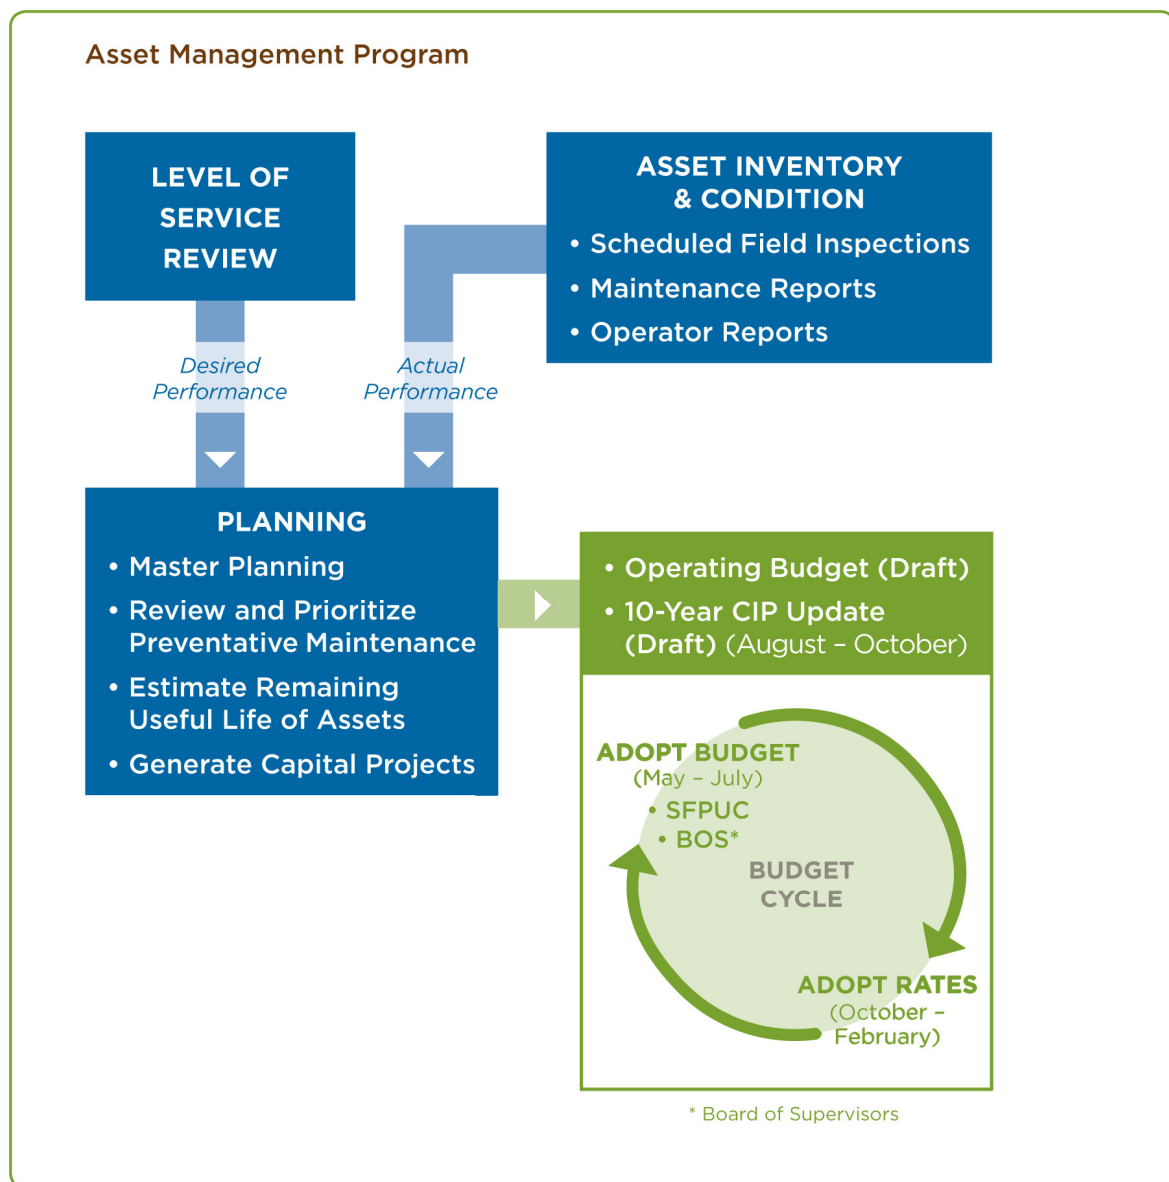 Asset Management Program
LEVEL OF
SERVICE
REVIEW
ASSET INVENTORY
& CONDITION
• Scheduled Field Inspections
• Maintenance Reports
• Operator Reports
Desired
Performance
Actual
Performance
PLANNING
• Master Planning
• Review and Prioritize
Preventative Maintenance
• Estimate Remaining
Useful Life of Assets
• Generate Capital Projects
• Operating Budget (Draft)
• 10-Year CIP Update
(Draft) (August – October)
ADOPT BUDGET
(May – July)
• SFPUC
• BOS*
BUDGET
CYCLE
ADOPT RATES
(October –
February)
* Board of Supervisors